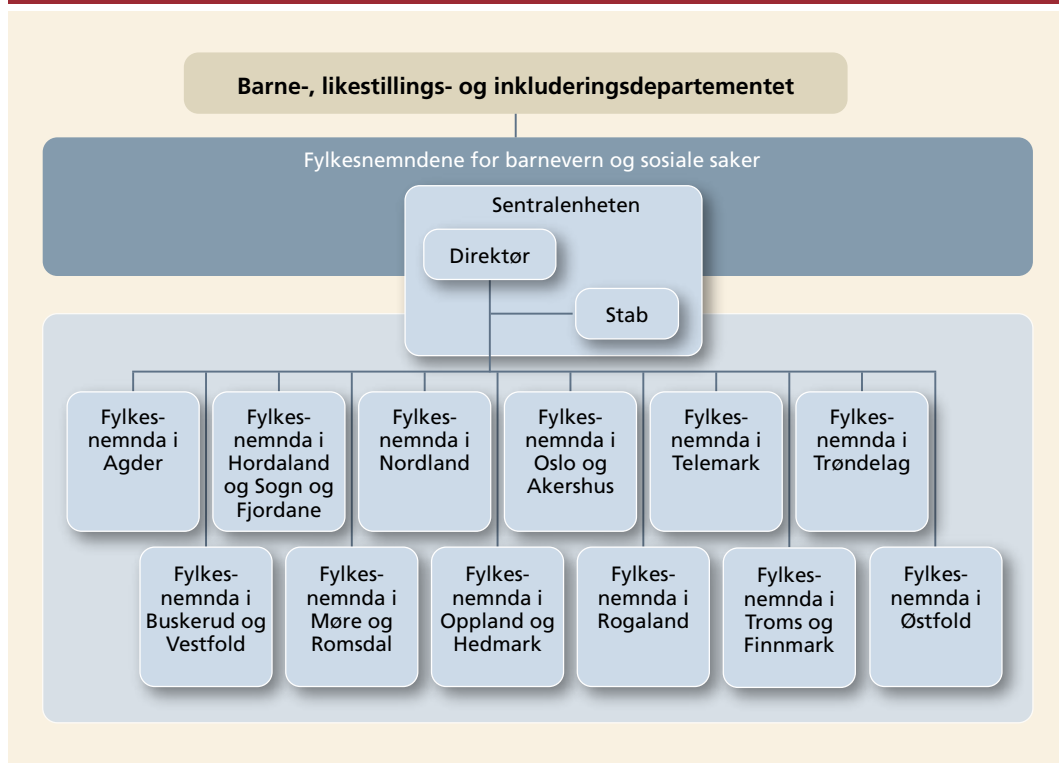 Barne-, likestillings- og inkluderingsdepartementet
Fylkesnemndene for barnevern og sosiale saker
Sentralenheten
Direktør
Stab
Fylkes-
nemnda i
Agder
Fylkes-
nemnda i
Hordaland
og Sogn og
Fjordane
Fylkes-
nemnda i
Nordland
Fylkes-
nemnda i
Oslo og
Akershus
Fylkes-
nemnda i
Telemark
Fylkes-
nemnda i
Trøndelag
Fylkes-
nemnda i
Buskerud og
Vestfold
Fylkes-
nemnda i
Møre og
Romsdal
Fylkes-
nemnda i
Oppland og
Hedmark
Fylkes-
nemnda i
Rogaland
Fylkes-
nemnda i
Troms og
Finnmark
Fylkes-
nemnda i
Østfold